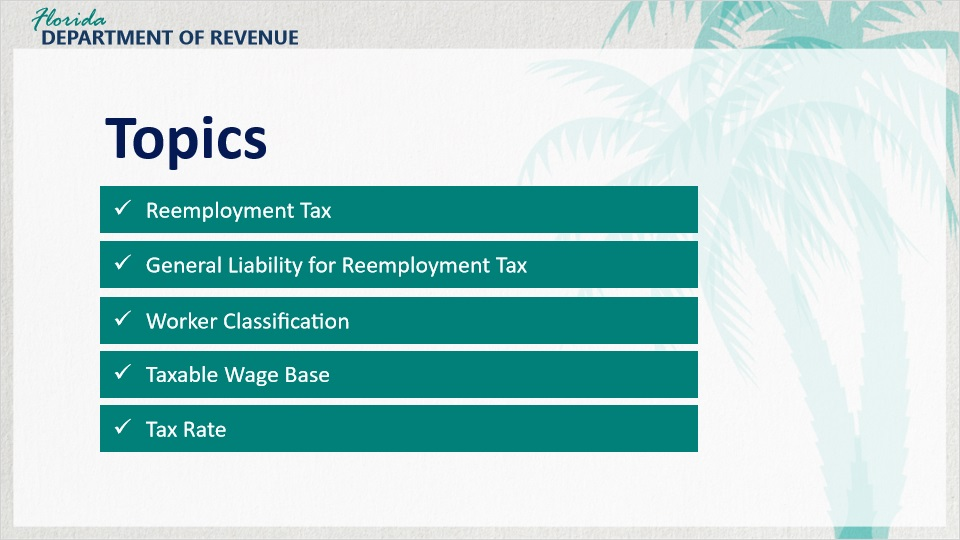 Florida
DEPARTMENT OF REVENUE
Topics
✓ Reemployment Tax
✓ General Liability for Reemployment Tax
✓ Worker Classification
✓ Taxable Wage Base
✓ Tax Rate